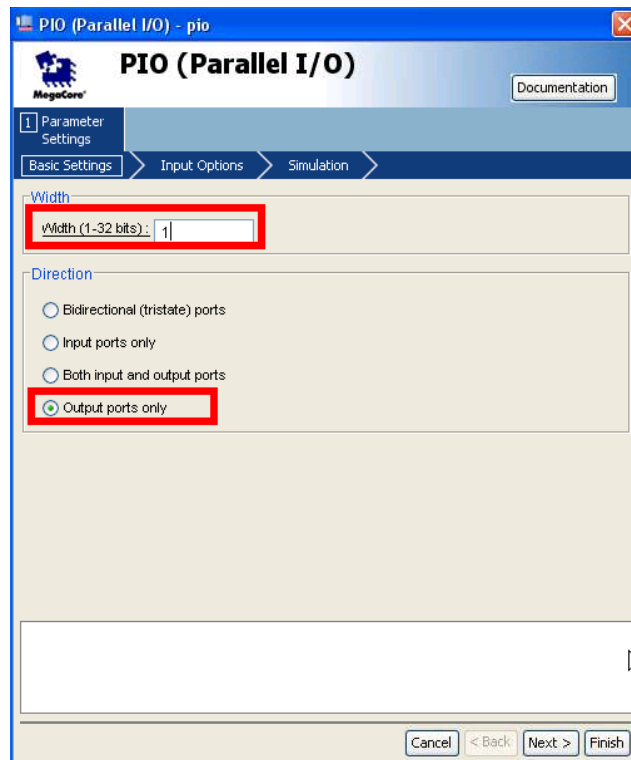 PIO (Parallel I/O) - pio
PIO (Parallel I/O)
MegaCore'
Documentation
1 Parameter
Settings
Basic Settings
Input Options
Simulation
Width
Width (1-32 bits) : 1
Direction
Bidirectional (tristate) ports
Input ports only
Both input and output ports
Output ports only
Cancel
< Back
Next >
Finish